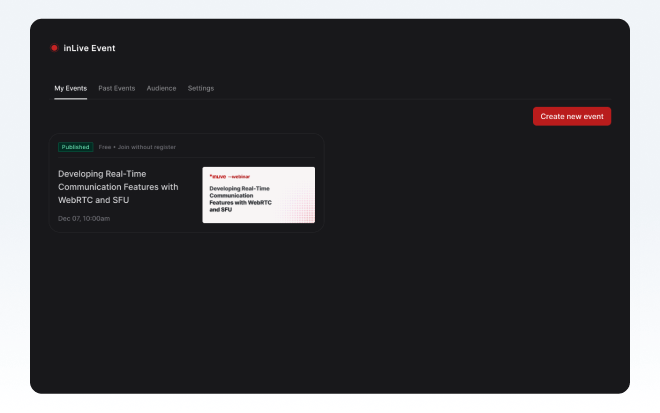 inLive Event
My Events Past Events Audience Settings
Create new event
Published Free • Join without register
Developing Real-Time
Communication Features with
WebRTC and SFU
Dec 07, 10:00am
inLive —webinar
Developing Real-Time
Communication
Features with WebRTC
and SFU